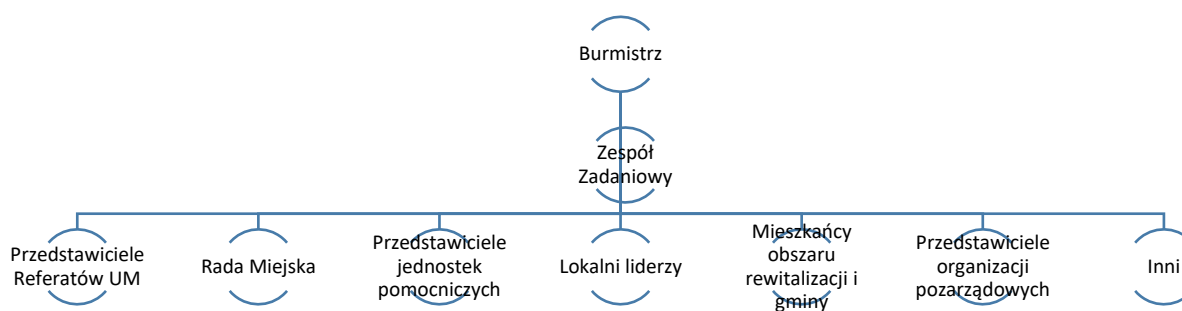 Burmistrz
Zespół
Zadaniowy
Przedstawiciele
Referatów UM
Rada Miejska
Przedstawiciele
jednostek
pomocniczych
Lokalni liderzy
Mieszkańcy
obszaru
rewitalizacji i
gminy
Przedstawiciele
organizacji
pozarządowych
Inni